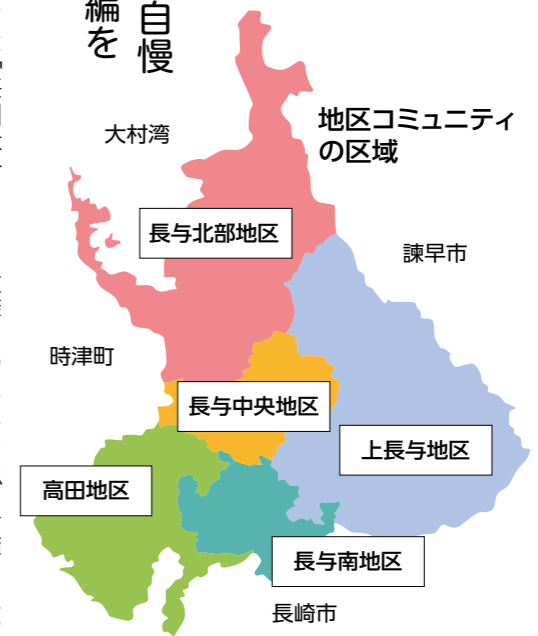 自慢
編を
地区コミュニティ
の区域
大村湾
長与北部地区
諫早市
時津町
長与中央地区
上長与地区
高田地区
長与南地区
長崎市